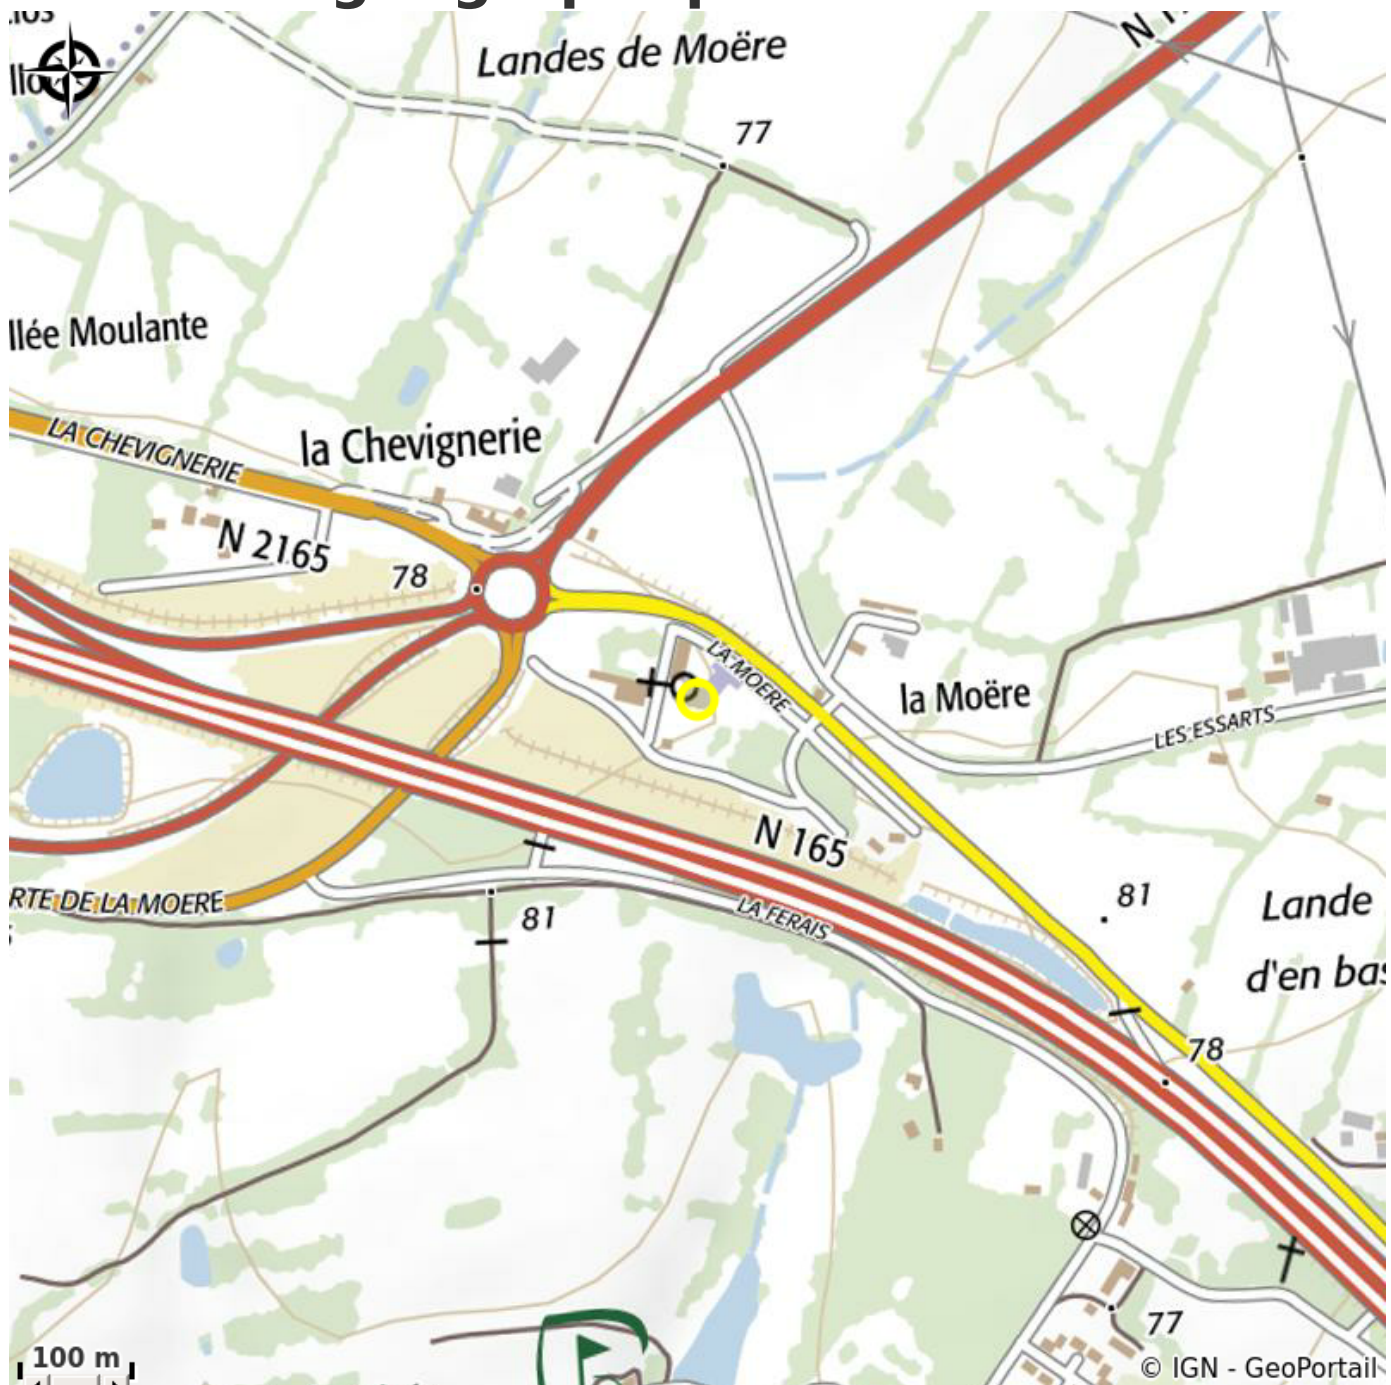 Landes de Moëre
77
llée Moulante
LA CHEVIGNERIE
la Chevignerie
N 2165
78
LA MOERE
la Moëre
LES ESSARTS
N 165
RTE DE LA MOERE
81
LA FERAIS
81
Lande
d'en bas
78
77
100 m
© IGN - GeoPortail